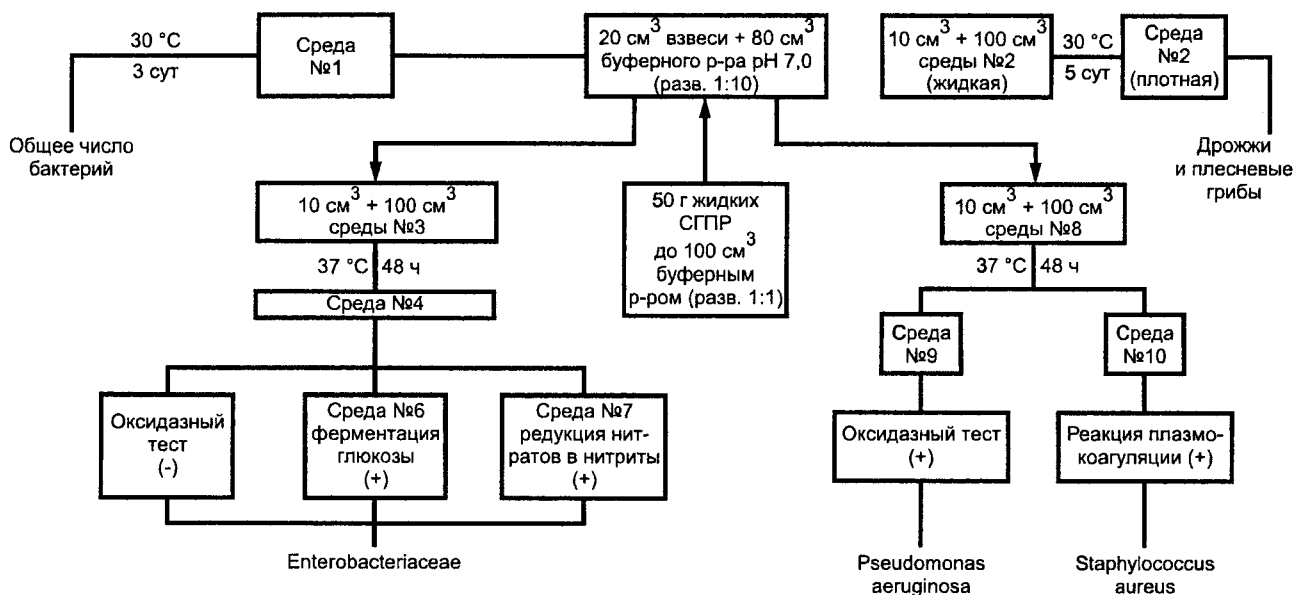 30 °C
3 сут
Среда
№1
20 см³ взвеси + 80 см³
буферного р-ра pH 7,0
(разв. 1:10)
10 см³ + 100 см³
среды №2
(жидкая)
30 °C
5 сут
Среда
№2
(плотная)
Общее число
бактерий
Дрожжи
и плесневые
грибы
10 см³ + 100 см³
среды №3
50 г жидких
СГПР
до 100 см³
буферным
р-ром (разв. 1:1)
10 см³ + 100 см³
среды №8
37 °C 48 ч
37 °C 48 ч
Среда №4
Среда
№9
Среда
№10
Оксидазный
тест
(-)
Среда №6
ферментация
глюкозы
(+)
Среда №7
редукция нит-
ратов в нитриты
(+)
Оксидазный тест
(+)
Реакция плазмо-
коагуляции (+)
Enterobacteriaceae
Pseudomonas
aeruginosa
Staphylococcus
aureus